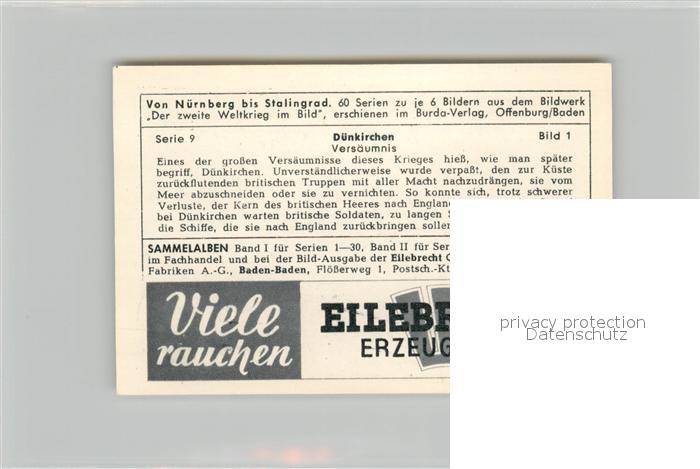 Von Nürnberg bis Stalingrad. 60 Serien zu je 6 Bildern aus dem Bildwerk
„Der zweite Weltkrieg im Bild", erschienen im Burda-Verlag, Offenburg/Baden
Serie 9 Dünkirchen Bild 1
Versäumnis
Eines der großen Versäumnisse dieses Krieges hieß, wie man später
begriff, Dünkirchen. Unverständlicherweise wurde verpaßt, den zur Küste
zurückflutenden britischen Truppen mit aller Macht nachzudrängen, sie vom
Meer abzuschneiden oder sie zu vernichten. So konnte sich, trotz schwerer
Verluste, der Kern des britischen Heeres nach England
bei Dünkirchen warten britische Soldaten, zu langen
die Schiffe, die sie nach England zurückbringen
SAMMELALBEN Band I für Serien 1—30, Band II für
im Fachhandel und bei der Bild-Ausgabe der Eilebrecht
Fabriken A.-G., Baden-Baden, Flößerweg 1,
Viele
rauchen
privacy protection
Datenschutz